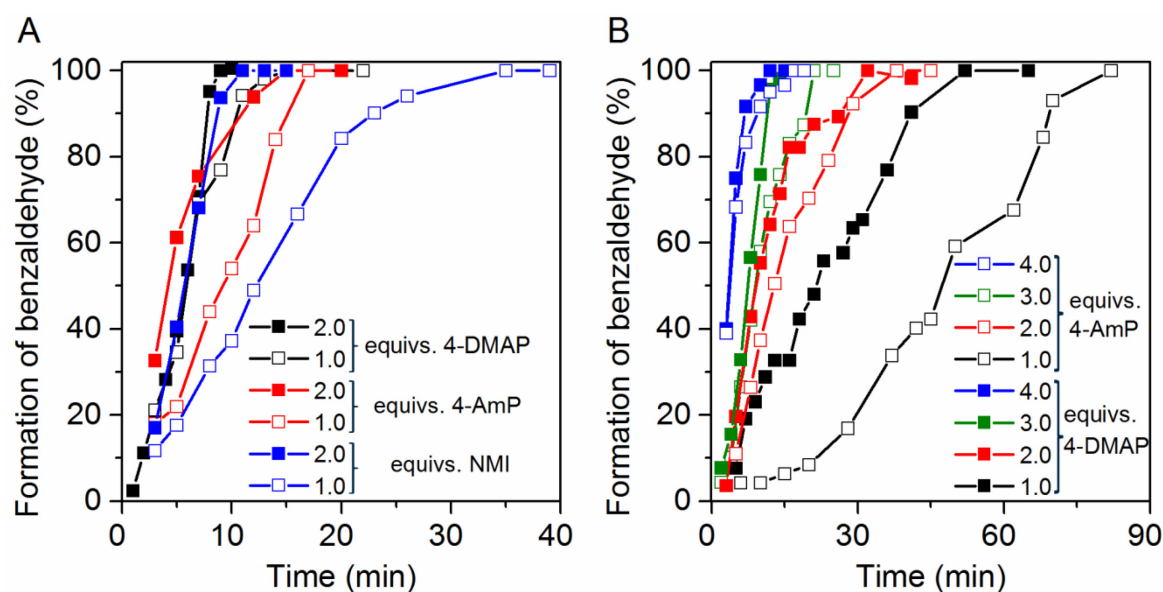 A
Formation of benzaldehyde (%)
100
80
60
40
20
0
0
10
20
30
40
Time (min)
2.0
1.0
equivs. 4-DMAP
2.0
1.0
equivs. 4-AmP
2.0
1.0
equivs. NMI
B
Formation of benzaldehyde (%)
100
80
60
40
20
0
0
30
60
90
Time (min)
4.0
3.0
2.0
1.0
equivs.
4-AmP
4.0
3.0
2.0
1.0
equivs.
4-DMAP